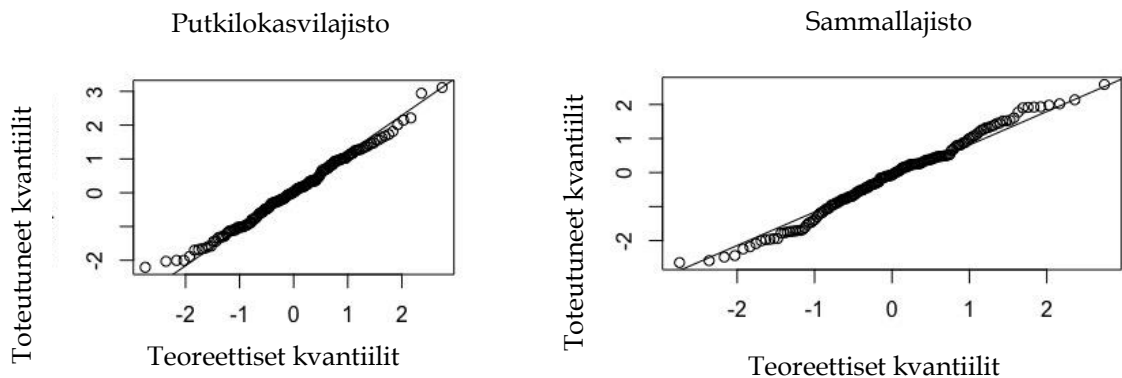 Putkilokasvilajisto
Toteutuneet kvantiilit
3
2
1
0
-2
-2 -1 0 1 2
Teoreettiset kvantiilit
Sammallajisto
Toteutuneet kvantiilit
2
1
0
-2
-2 -1 0 1 2
Teoreettiset kvantiilit